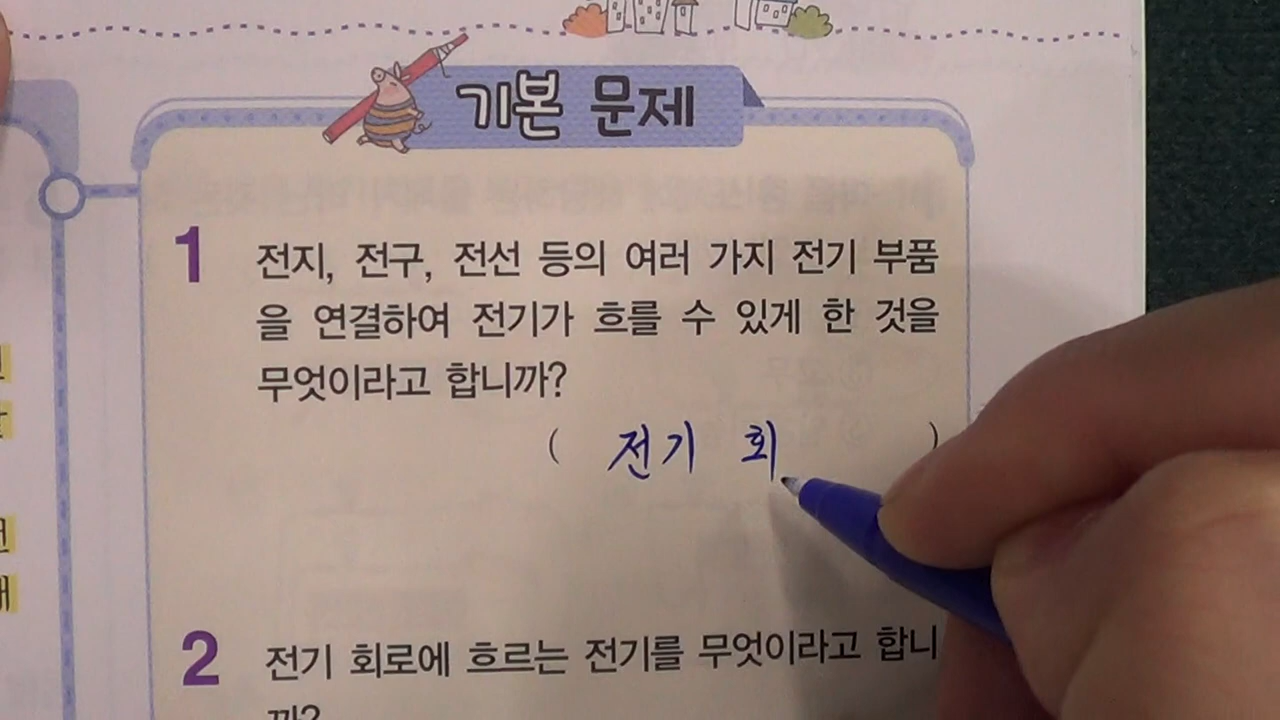 기본 문제
1 전지, 전구, 전선 등의 여러 가지 전기 부품
을 연결하여 전기가 흐를 수 있게 한 것을
무엇이라고 합니까?
( 전기 회 )
2 전기 회로에 흐르는 전기를 무엇이라고 합니
까?